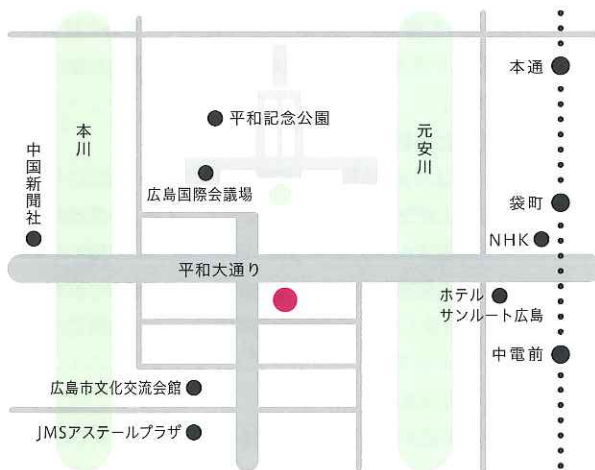 本通
平和記念公園
本川
元安川
中国新聞社
広島国際会議場
袋町
NHK
平和大通り
ホテル
サンルート広島
中電前
広島市文化交流会館
JMSアステールプラザ